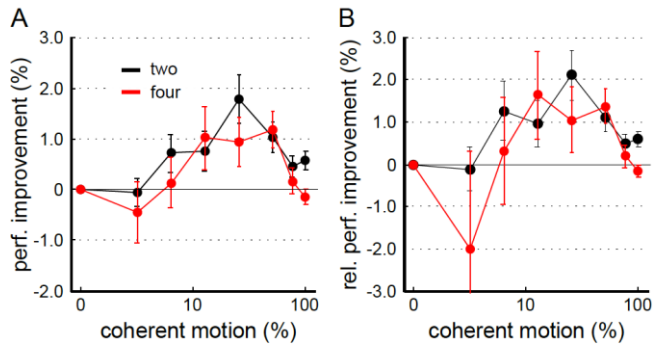 A
perf. improvement (%)
3.0
2.0
1.0
0
-1.0
-2.0
two
four
0
10
100
coherent motion (%)
B
rel. perf. improvement (%)
3.0
2.0
1.0
0
-1.0
-2.0
-3.0
0
10
100
coherent motion (%)